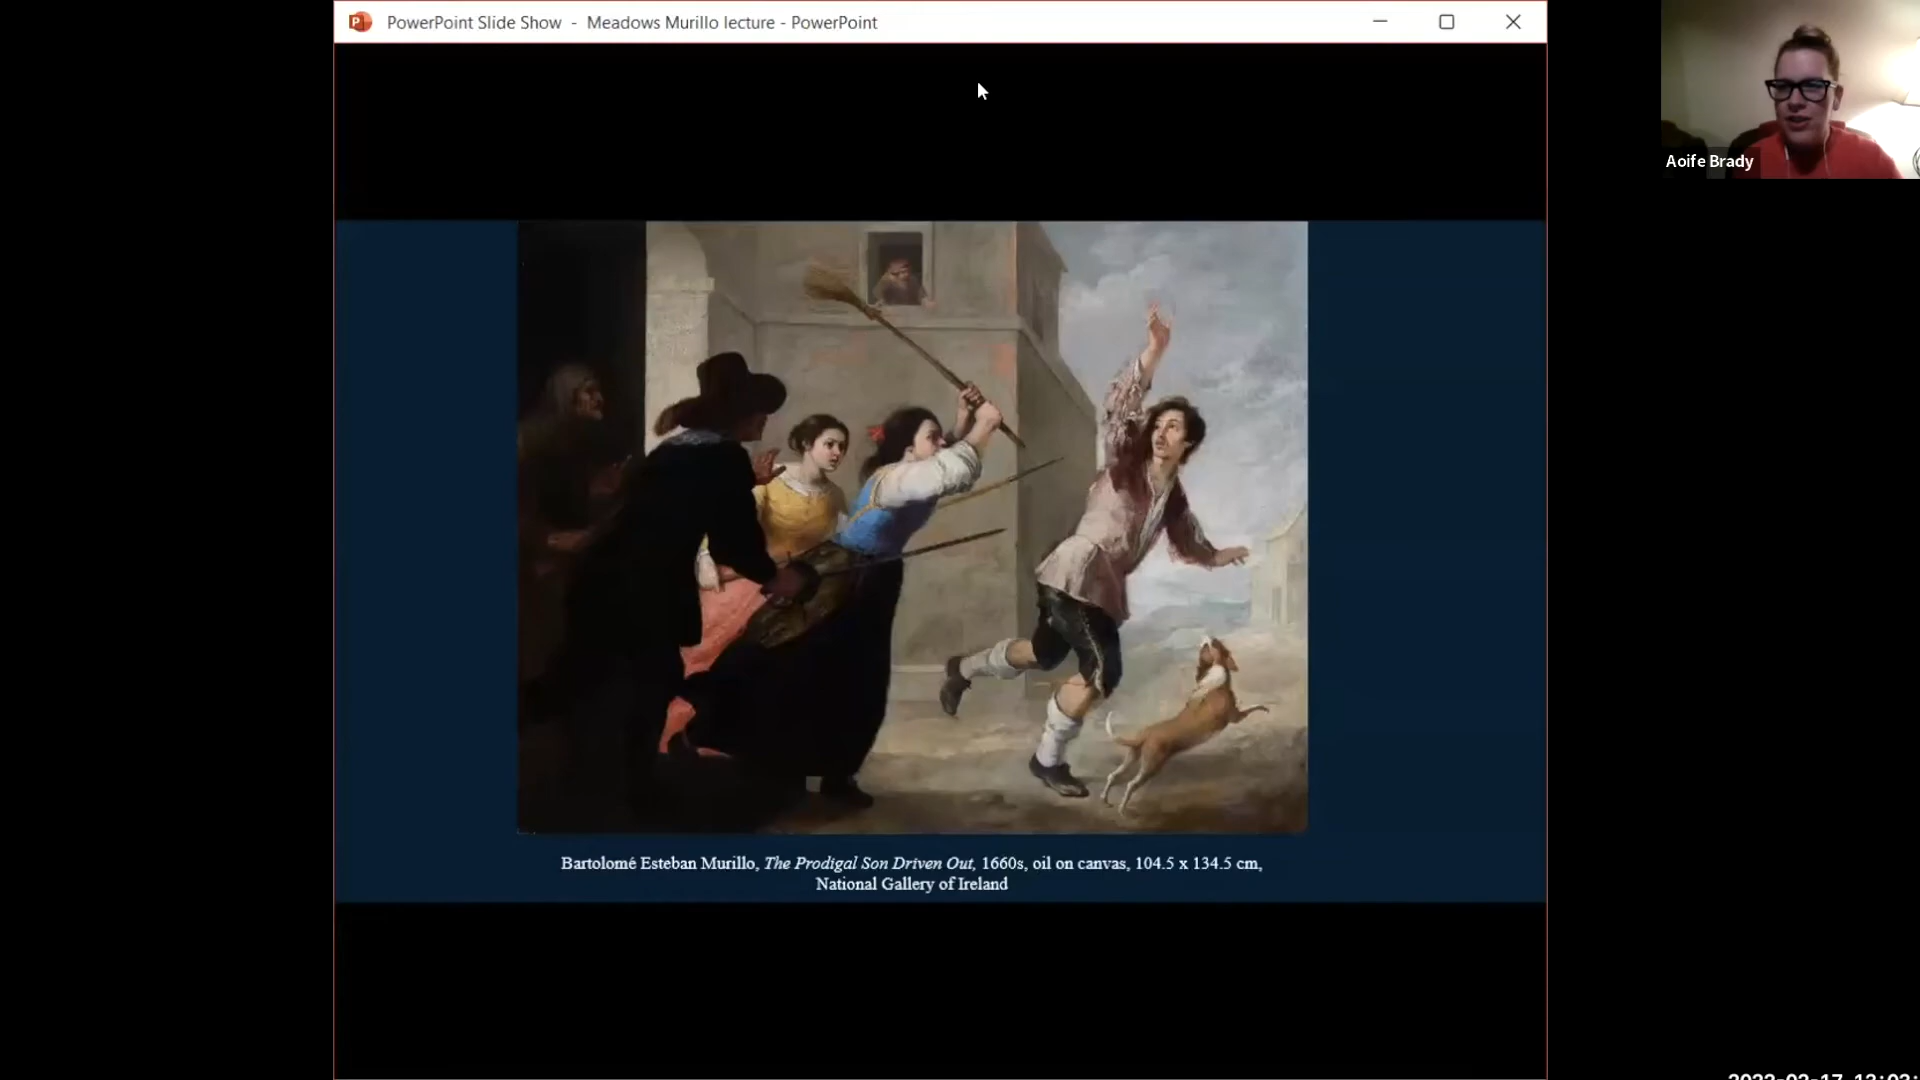 PowerPoint Slide Show - Meadows Murillo lecture - PowerPoint
Aoife Brady
Bartolomé Esteban Murillo, The Prodigal Son Driven Out, 1660s, oil on canvas, 104.5 x 134.5 cm,
National Gallery of Ireland